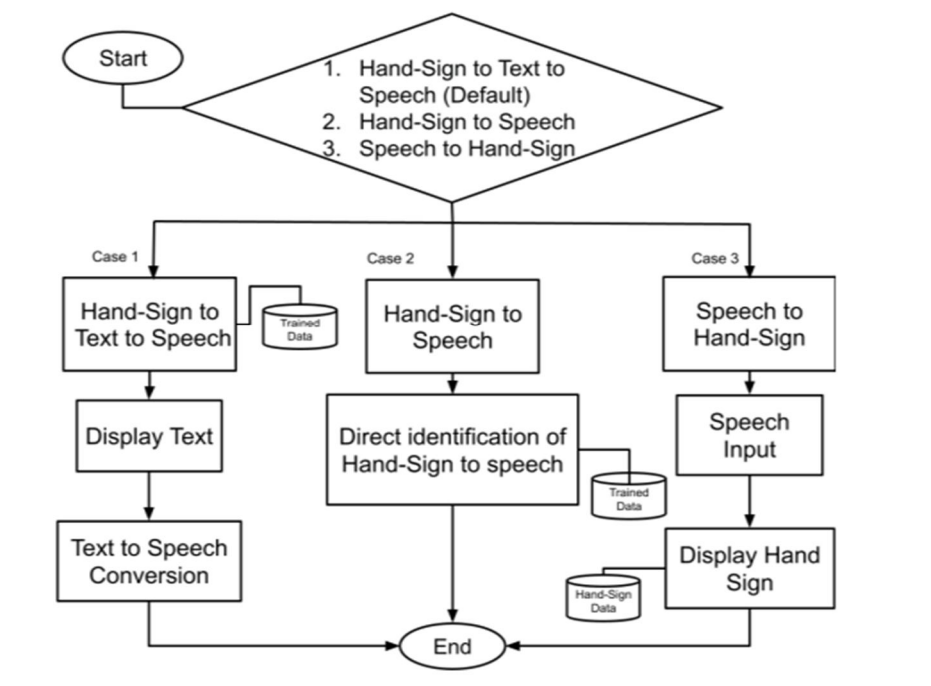 Start
1. Hand-Sign to Text to
Speech (Default)
2. Hand-Sign to Speech
3. Speech to Hand-Sign
Case 1
Hand-Sign to
Text to Speech
Trained
Data
Display Text
Text to Speech
Conversion
Case 2
Hand-Sign to
Speech
Direct identification of
Hand-Sign to speech
Trained
Data
Case 3
Speech to
Hand-Sign
Speech
Input
Display Hand
Sign
Hand-Sign
Data
End